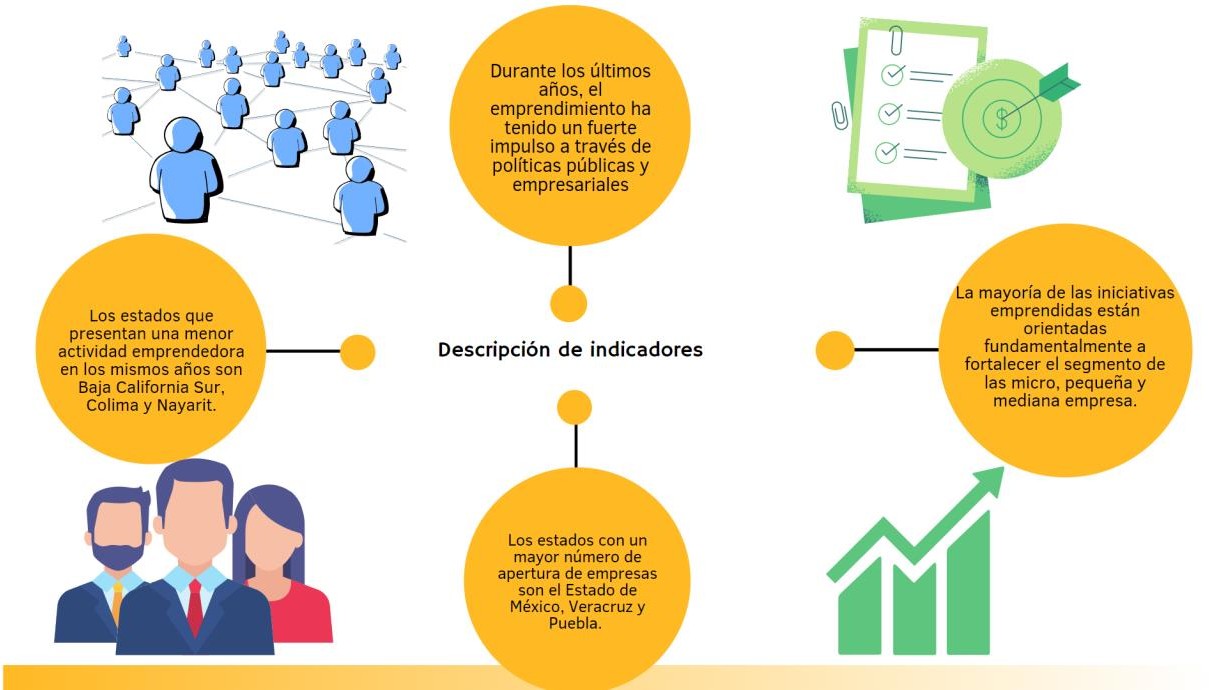 Durante los últimos
años, el
emprendimiento ha
tenido un fuerte
impulso a través de
políticas públicas y
empresariales
$
Los estados que
presentan una menor
actividad emprendedora
en los mismos años son
Baja California Sur,
Colima y Nayarit.
Descripción de indicadores
La mayoría de las iniciativas
emprendidas están
orientadas
fundamentalmente a
fortalecer el segmento de
las micro, pequeña y
mediana empresa.
Los estados con un
mayor número de
apertura de empresas
son el Estado de
México, Veracruz y
Puebla.